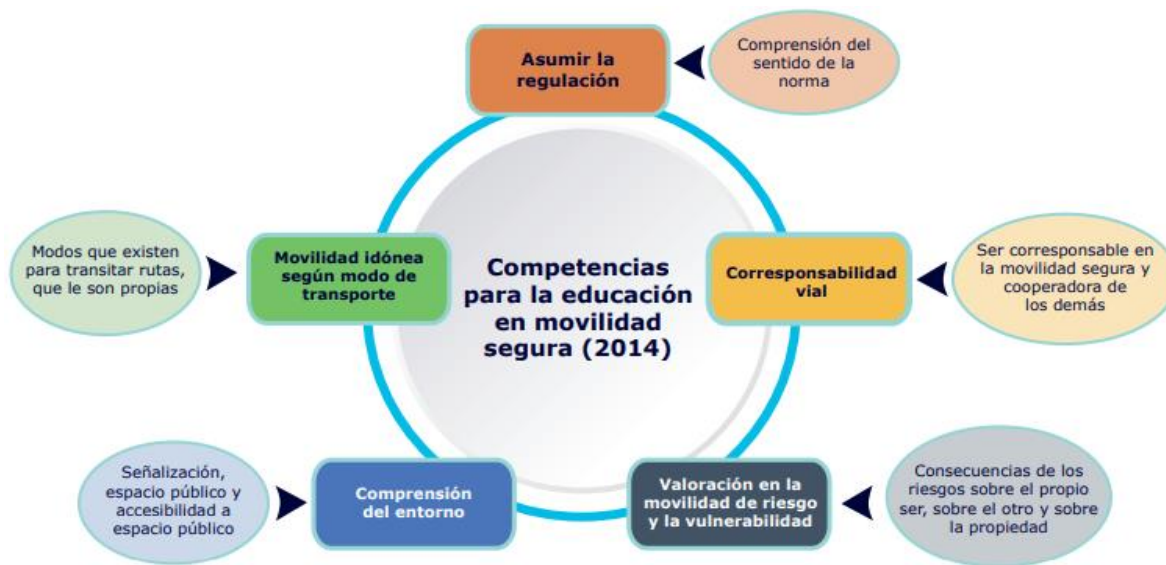 Asumir la
regulación
Comprensión del
sentido de la
norma
Modos que existen
para transitar rutas,
que le son propias
Movilidad idónea
según modo de
transporte
Competencias
para la educación
en movilidad
segura (2014)
Corresponsabilidad
vial
Ser corresponsable en
la movilidad segura y
cooperadora de
los demás
Señalización,
espacio público y
accesibilidad a
espacio público
Comprensión
del entorno
Valoración en la
movilidad de riesgo
y la vulnerabilidad
Consecuencias de los
riesgos sobre el propio
ser, sobre el otro y sobre
la propiedad